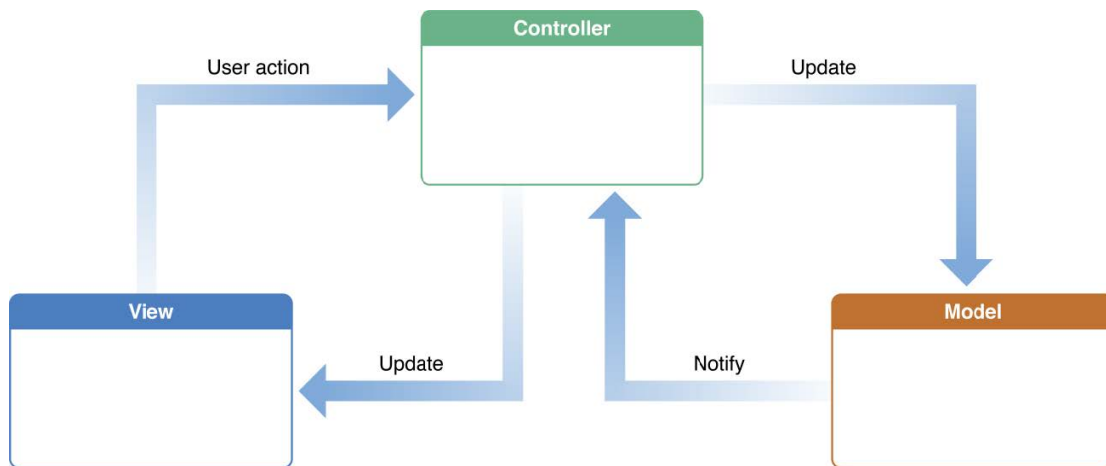 Controller
User action
Update
View
Model
Update
Notify